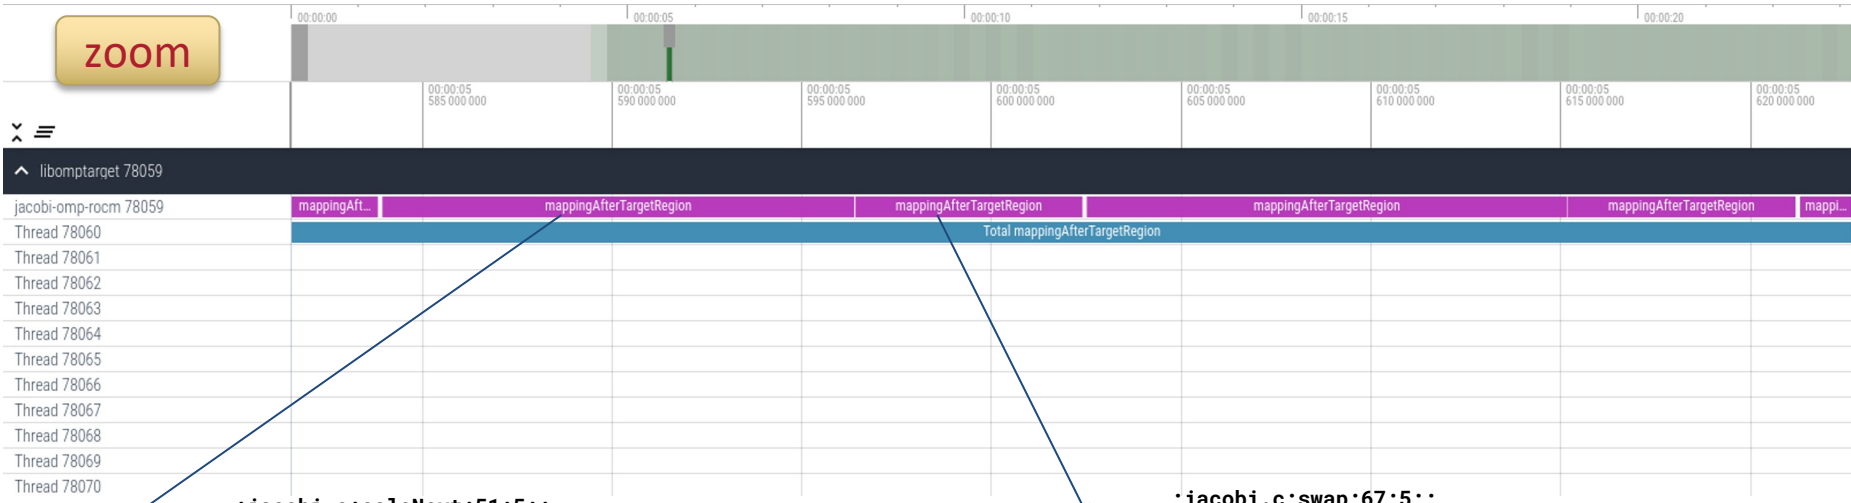 zoom
00:00:00 00:00:05 00:00:10 00:00:15 00:00:20
00:00:05 00:00:05 00:00:05 00:00:05 00:00:05 00:00:05 00:00:05 00:00:05
585 000 000 590 000 000 595 000 000 600 000 000 605 000 000 610 000 000 615 000 000 620 000 000
libomptarget 78059
jacobi-omp-rocm 78059 mappingAft... mappingAfterTargetRegion mappingAfterTargetRegion mappingAfterTargetRegion mappingAfterTargetRegion mappi...
Thread 78060 Total mappingAfterTargetRegion
Thread 78061
Thread 78062
Thread 78063
Thread 78064
Thread 78065
Thread 78066
Thread 78067
Thread 78068
Thread 78069
Thread 78070
;jacobi.c;swap;67;5;;